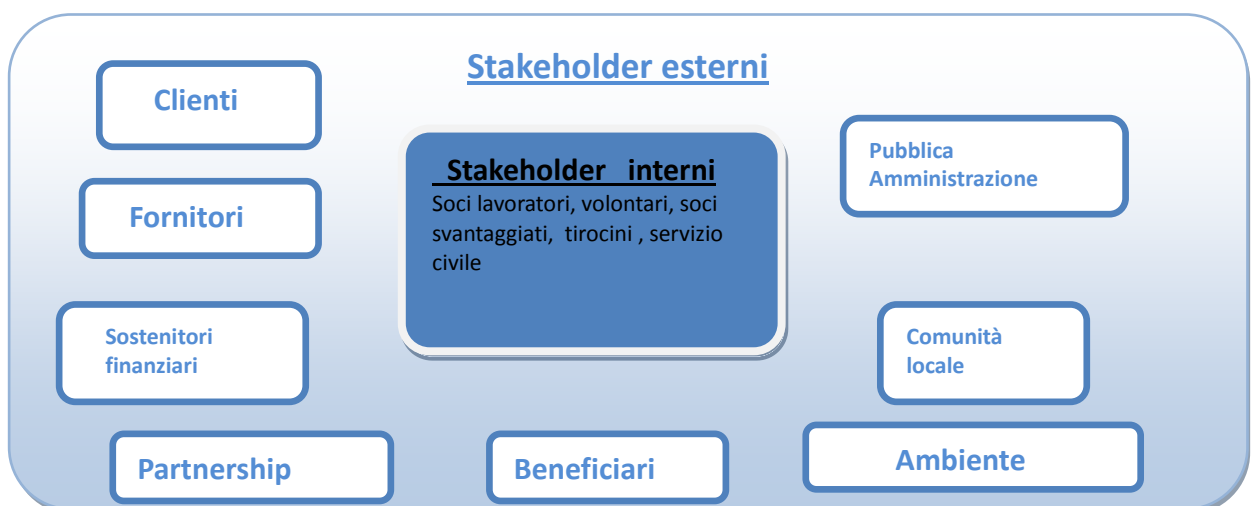 Stakeholder esterni
Clienti
Fornitori
Sostenitori
finanziari
Stakeholder interni
Soci lavoratori, volontari, soci
svantaggiati, tirocini , servizio
civile
Pubblica
Amministrazione
Comunità
locale
Partnership
Beneficiari
Ambiente